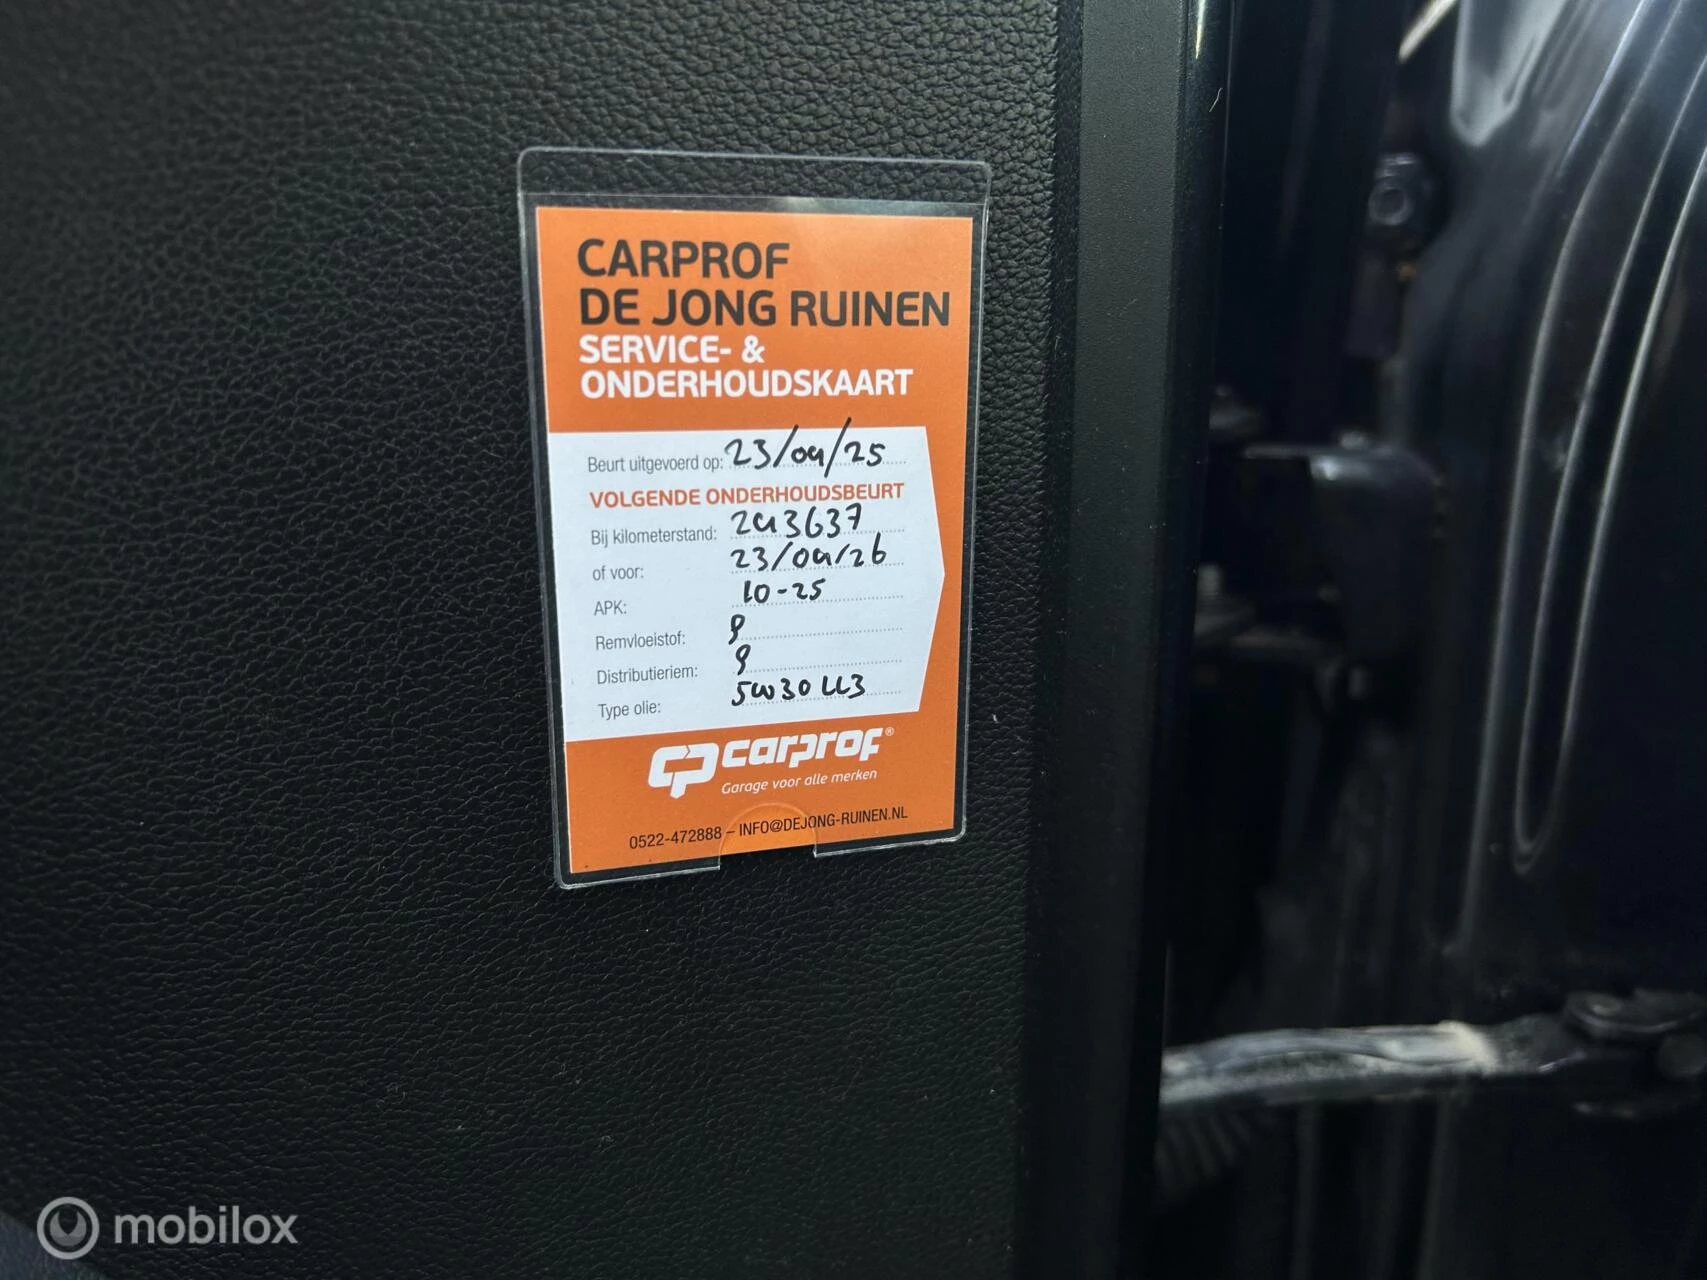 CARPROF
DE JONG RUINEN
SERVICE- &
ONDERHOUDSKAART
Beurt uitgevoerd op: 23/04/25
VOLGENDE ONDERHOUDSBEURT
Bij kilometerstand: 243637
of voor: 23/04/26
APK: 10-25
Remvloeistof:
Distributieriem:
Type olie: 5W30 LL3
CP carprof®
Garage voor alle merken
0522-472888 – INFO@DEJONG-RUINEN.NL
mobilox